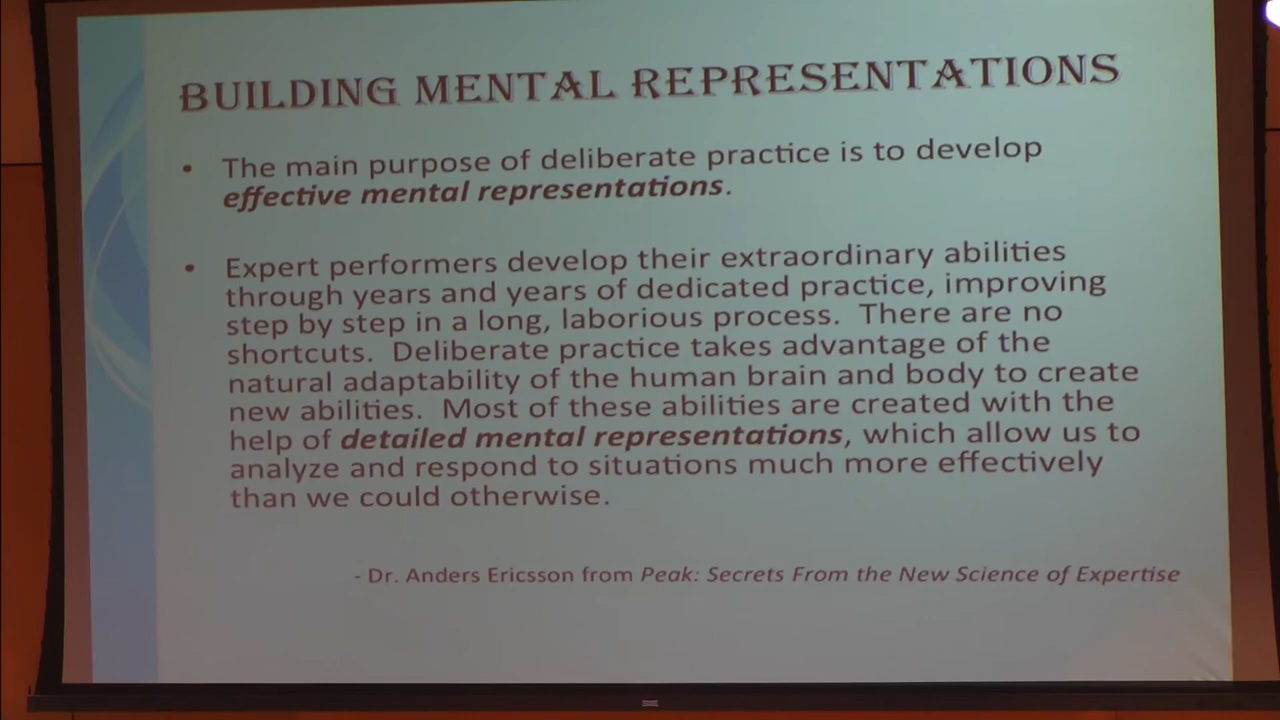 BUILDING MENTAL REPRESENTATIONS
• The main purpose of deliberate practice is to develop
effective mental representations.
• Expert performers develop their extraordinary abilities
through years and years of dedicated practice, improving
step by step in a long, laborious process. There are no
shortcuts. Deliberate practice takes advantage of the
natural adaptability of the human brain and body to create
new abilities. Most of these abilities are created with the
help of detailed mental representations, which allow us to
analyze and respond to situations much more effectively
than we could otherwise.
- Dr. Anders Ericsson from Peak: Secrets From the New Science of Expertise